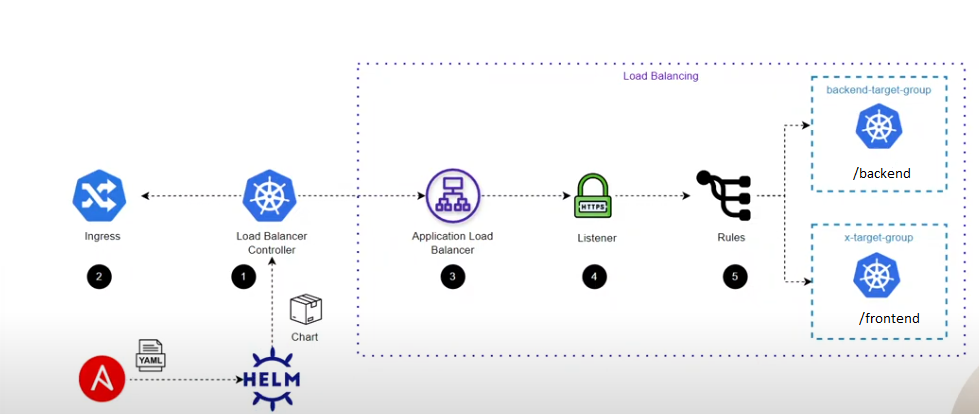 Load Balancing
backend-target-group
/backend
Ingress
Load Balancer
Controller
Application Load
Balancer
HTTPS
Listener
Rules
x-target-group
/frontend
2
1
3
4
5
Chart
YAML
A
HELM